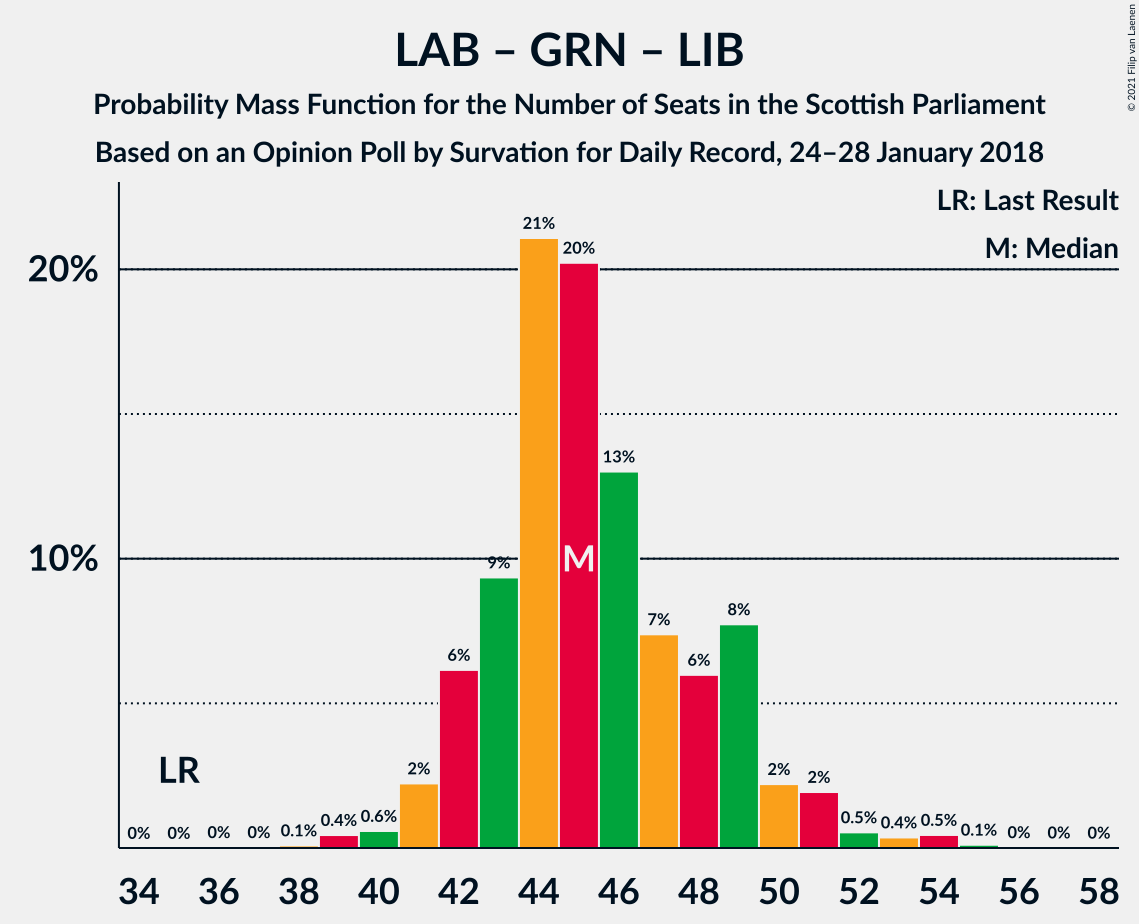 LAB – GRN – LIB
Probability Mass Function for the Number of Seats in the Scottish Parliament
Based on an Opinion Poll by Survation for Daily Record, 24–28 January 2018
© 2021 Filip van Laenen
LR: Last Result
M: Median
20%
10%
LR
M
0% 0% 0% 0% 0.1% 0.4% 0.6% 2% 6% 9% 21% 20% 13% 7% 6% 8% 2% 2% 0.5% 0.4% 0.5% 0.1% 0% 0% 0%
34 36 38 40 42 44 46 48 50 52 54 56 58